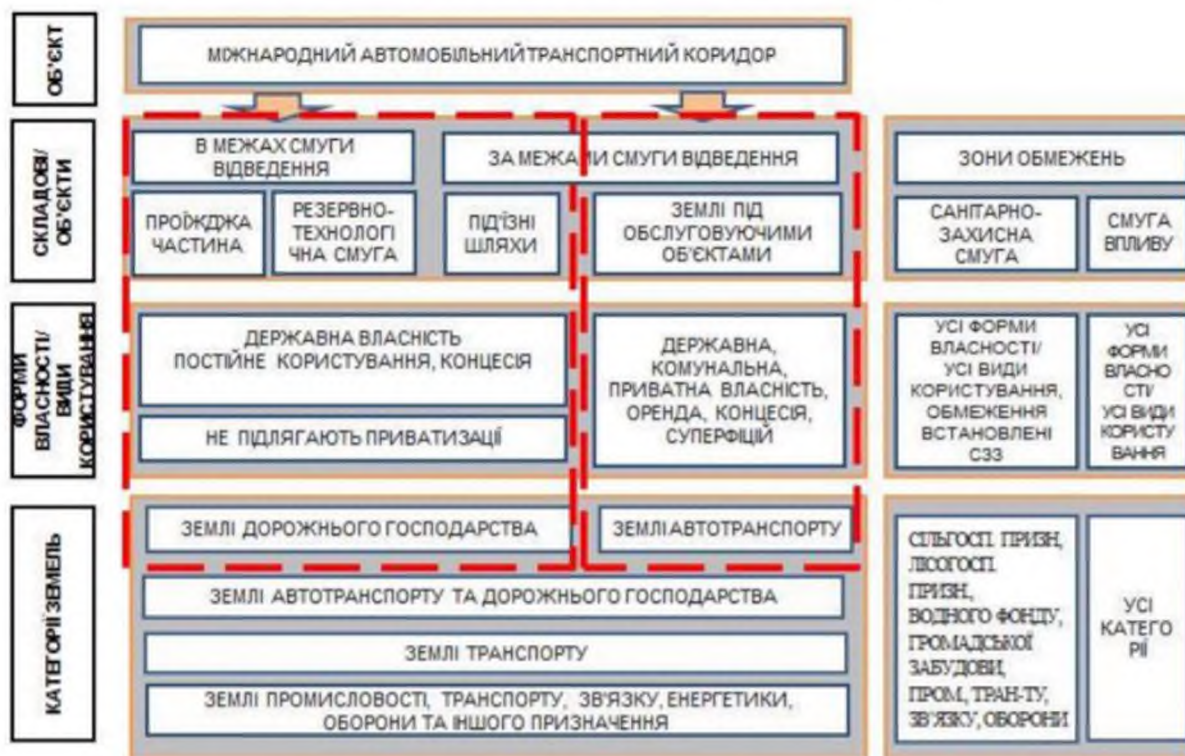 ОБ'ЄКТ
МІЖНАРОДНИЙ АВТОМОБІЛЬНИЙ ТРАНСПОРТНИЙ КОРИДОР
СКЛАДОВІ/
ОБ'ЄКТИ
В МЕЖАХ СМУГИ
ВІДВЕДЕННЯ
ЗА МЕЖАМИ СМУГИ ВІДВЕДЕННЯ
ЗОНИ ОБМЕЖЕНЬ
ПРОЇЖДЖА
ЧАСТИНА
РЕЗЕРВНО-
ТЕХНОЛОГІ
ЧНА СМУГА
ПІД'ЇЗНІ
ШЛЯХИ
ЗЕМЛІ ПІД
ОБСЛУГОВУЮЧИМИ
ОБ'ЄКТАМИ
САНІТАРНО-
ЗАХИСНА
СМУГА
СМУГА
ВПЛИВУ
ФОРМИ
ВЛАСНОСТІ/
ВИДИ
КОРИСТУВАННЯ
ДЕРЖАВНА ВЛАСНІСТЬ
ПОСТІЙНЕ КОРИСТУВАННЯ, КОНЦЕСІЯ
НЕ ПІДЛЯГАЮТЬ ПРИВАТИЗАЦІЇ
ДЕРЖАВНА,
КОМУНАЛЬНА,
ПРИВАТНА ВЛАСНІСТЬ,
ОРЕНДА, КОНЦЕСІЯ,
СУПЕРФІЦІЙ
УСІ ФОРМИ
ВЛАСНОСТІ/
УСІ ВИДИ
КОРИСТУВАННЯ,
ОБМЕЖЕННЯ
ВСТАНОВЛЕНІ
СЗЗ
УСІ
ФОРМИ
ВЛАСНО
СТІ/
УСІ ВИДИ
КОРИСТУ
ВАННЯ
КАТЕГОРІЇ ЗЕМЕЛЬ
ЗЕМЛІ ДОРОЖНЬОГО ГОСПОДАРСТВА
ЗЕМЛІ АВТОТРАНСПОРТУ
ЗЕМЛІ АВТОТРАНСПОРТУ ТА ДОРОЖНЬОГО ГОСПОДАРСТВА
ЗЕМЛІ ТРАНСПОРТУ
ЗЕМЛІ ПРОМИСЛОВОСТІ, ТРАНСПОРТУ, ЗВ'ЯЗКУ, ЕНЕРГЕТИКИ,
ОБОРОНИ ТА ІНШОГО ПРИЗНАЧЕННЯ
СІЛЬГОСП. ПРИЗН,
ЛІСОГОСП.
ПРИЗН,
ВОДНОГО ФОНДУ,
ГРОМАДСЬКОЇ
ЗАБУДОВИ,
ПРОМ, ТРАН-ТУ,
ЗВ'ЯЗКУ, ОБОРОНИ
УСІ
КАТЕГО
РІЇ